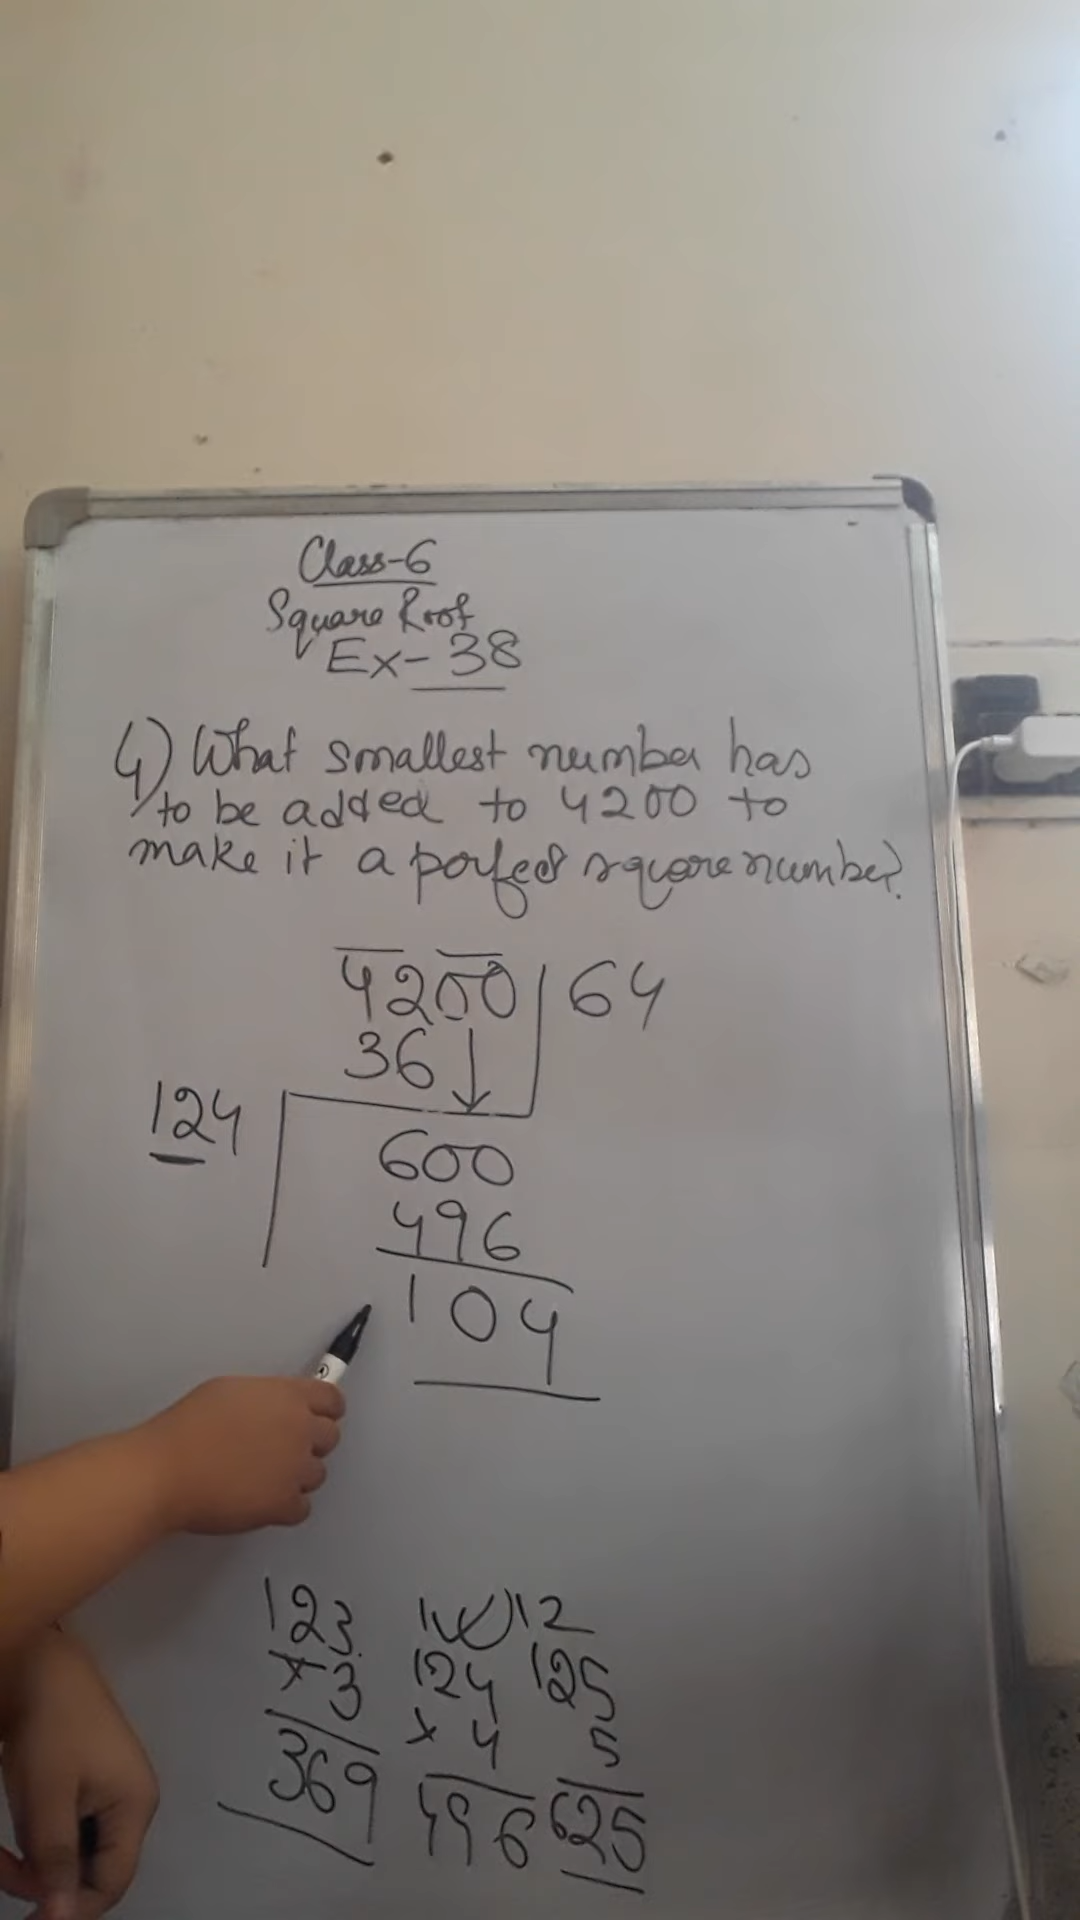 Class-6
Square Root
Ex-38
4) What smallest number has
to be added to 4200 to
make it a perfect square number?
4200 64
36
124
600
496
104
123 12
× 3 124 125
369 × 4 5
496 625